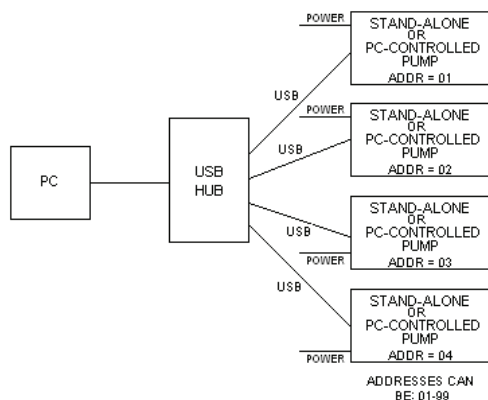 POWER
STAND-ALONE
OR
PC-CONTROLLED
PUMP
ADDR = 01
USB
POWER
STAND-ALONE
OR
PC-CONTROLLED
PUMP
ADDR = 02
USB
PC
USB
HUB
STAND-ALONE
OR
PC-CONTROLLED
PUMP
ADDR = 03
USB
POWER
USB
STAND-ALONE
OR
PC-CONTROLLED
PUMP
ADDR = 04
POWER
ADDRESSES CAN
BE: 01-99